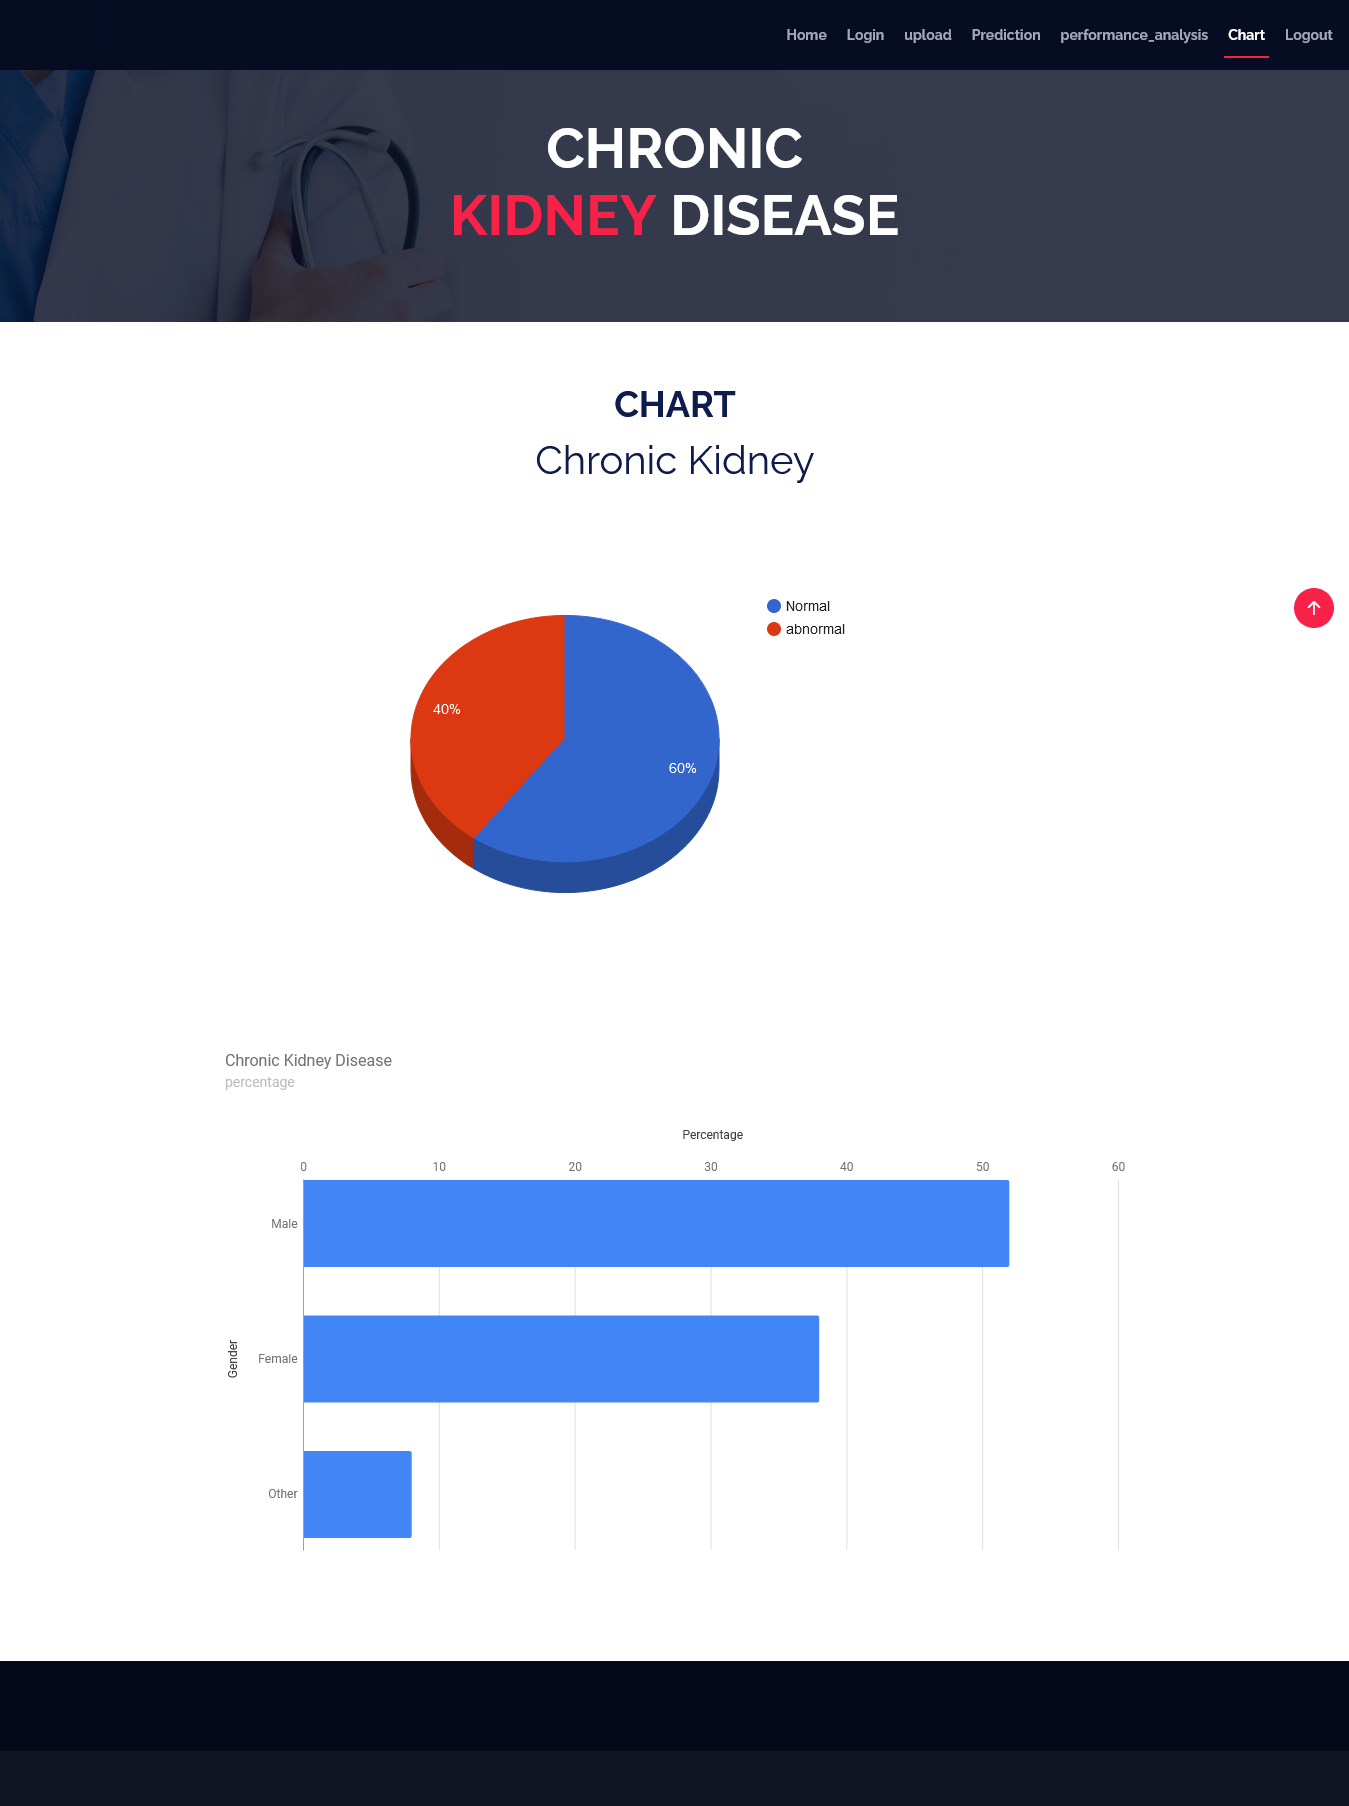 Home Login upload Prediction performance_analysis Chart Logout
CHRONIC
KIDNEY DISEASE
CHART
Chronic Kidney
Normal
abnormal
40%
60%
Chronic Kidney Disease
percentage
Percentage
0 10 20 30 40 50 60
Male
Gender
Female
Other